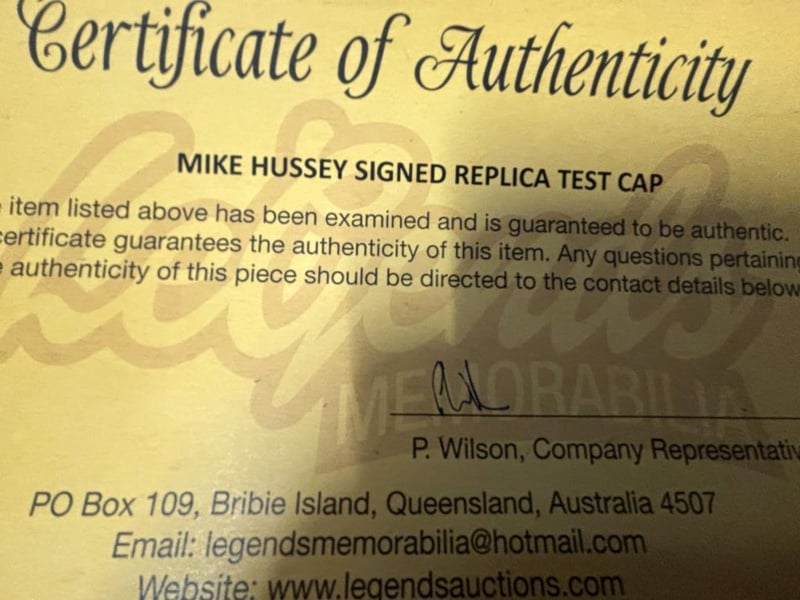 Certificate of Authenticity
MIKE HUSSEY SIGNED REPLICA TEST CAP
item listed above has been examined and is guaranteed to be authentic.
certificate guarantees the authenticity of this item. Any questions pertaining
authenticity of this piece should be directed to the contact details below
Legends
MEMORABILIA
P. Wilson, Company Representativ
PO Box 109, Bribie Island, Queensland, Australia 4507
Email: legendsmemorabilia@hotmail.com
Website: www.legendsauctions.com